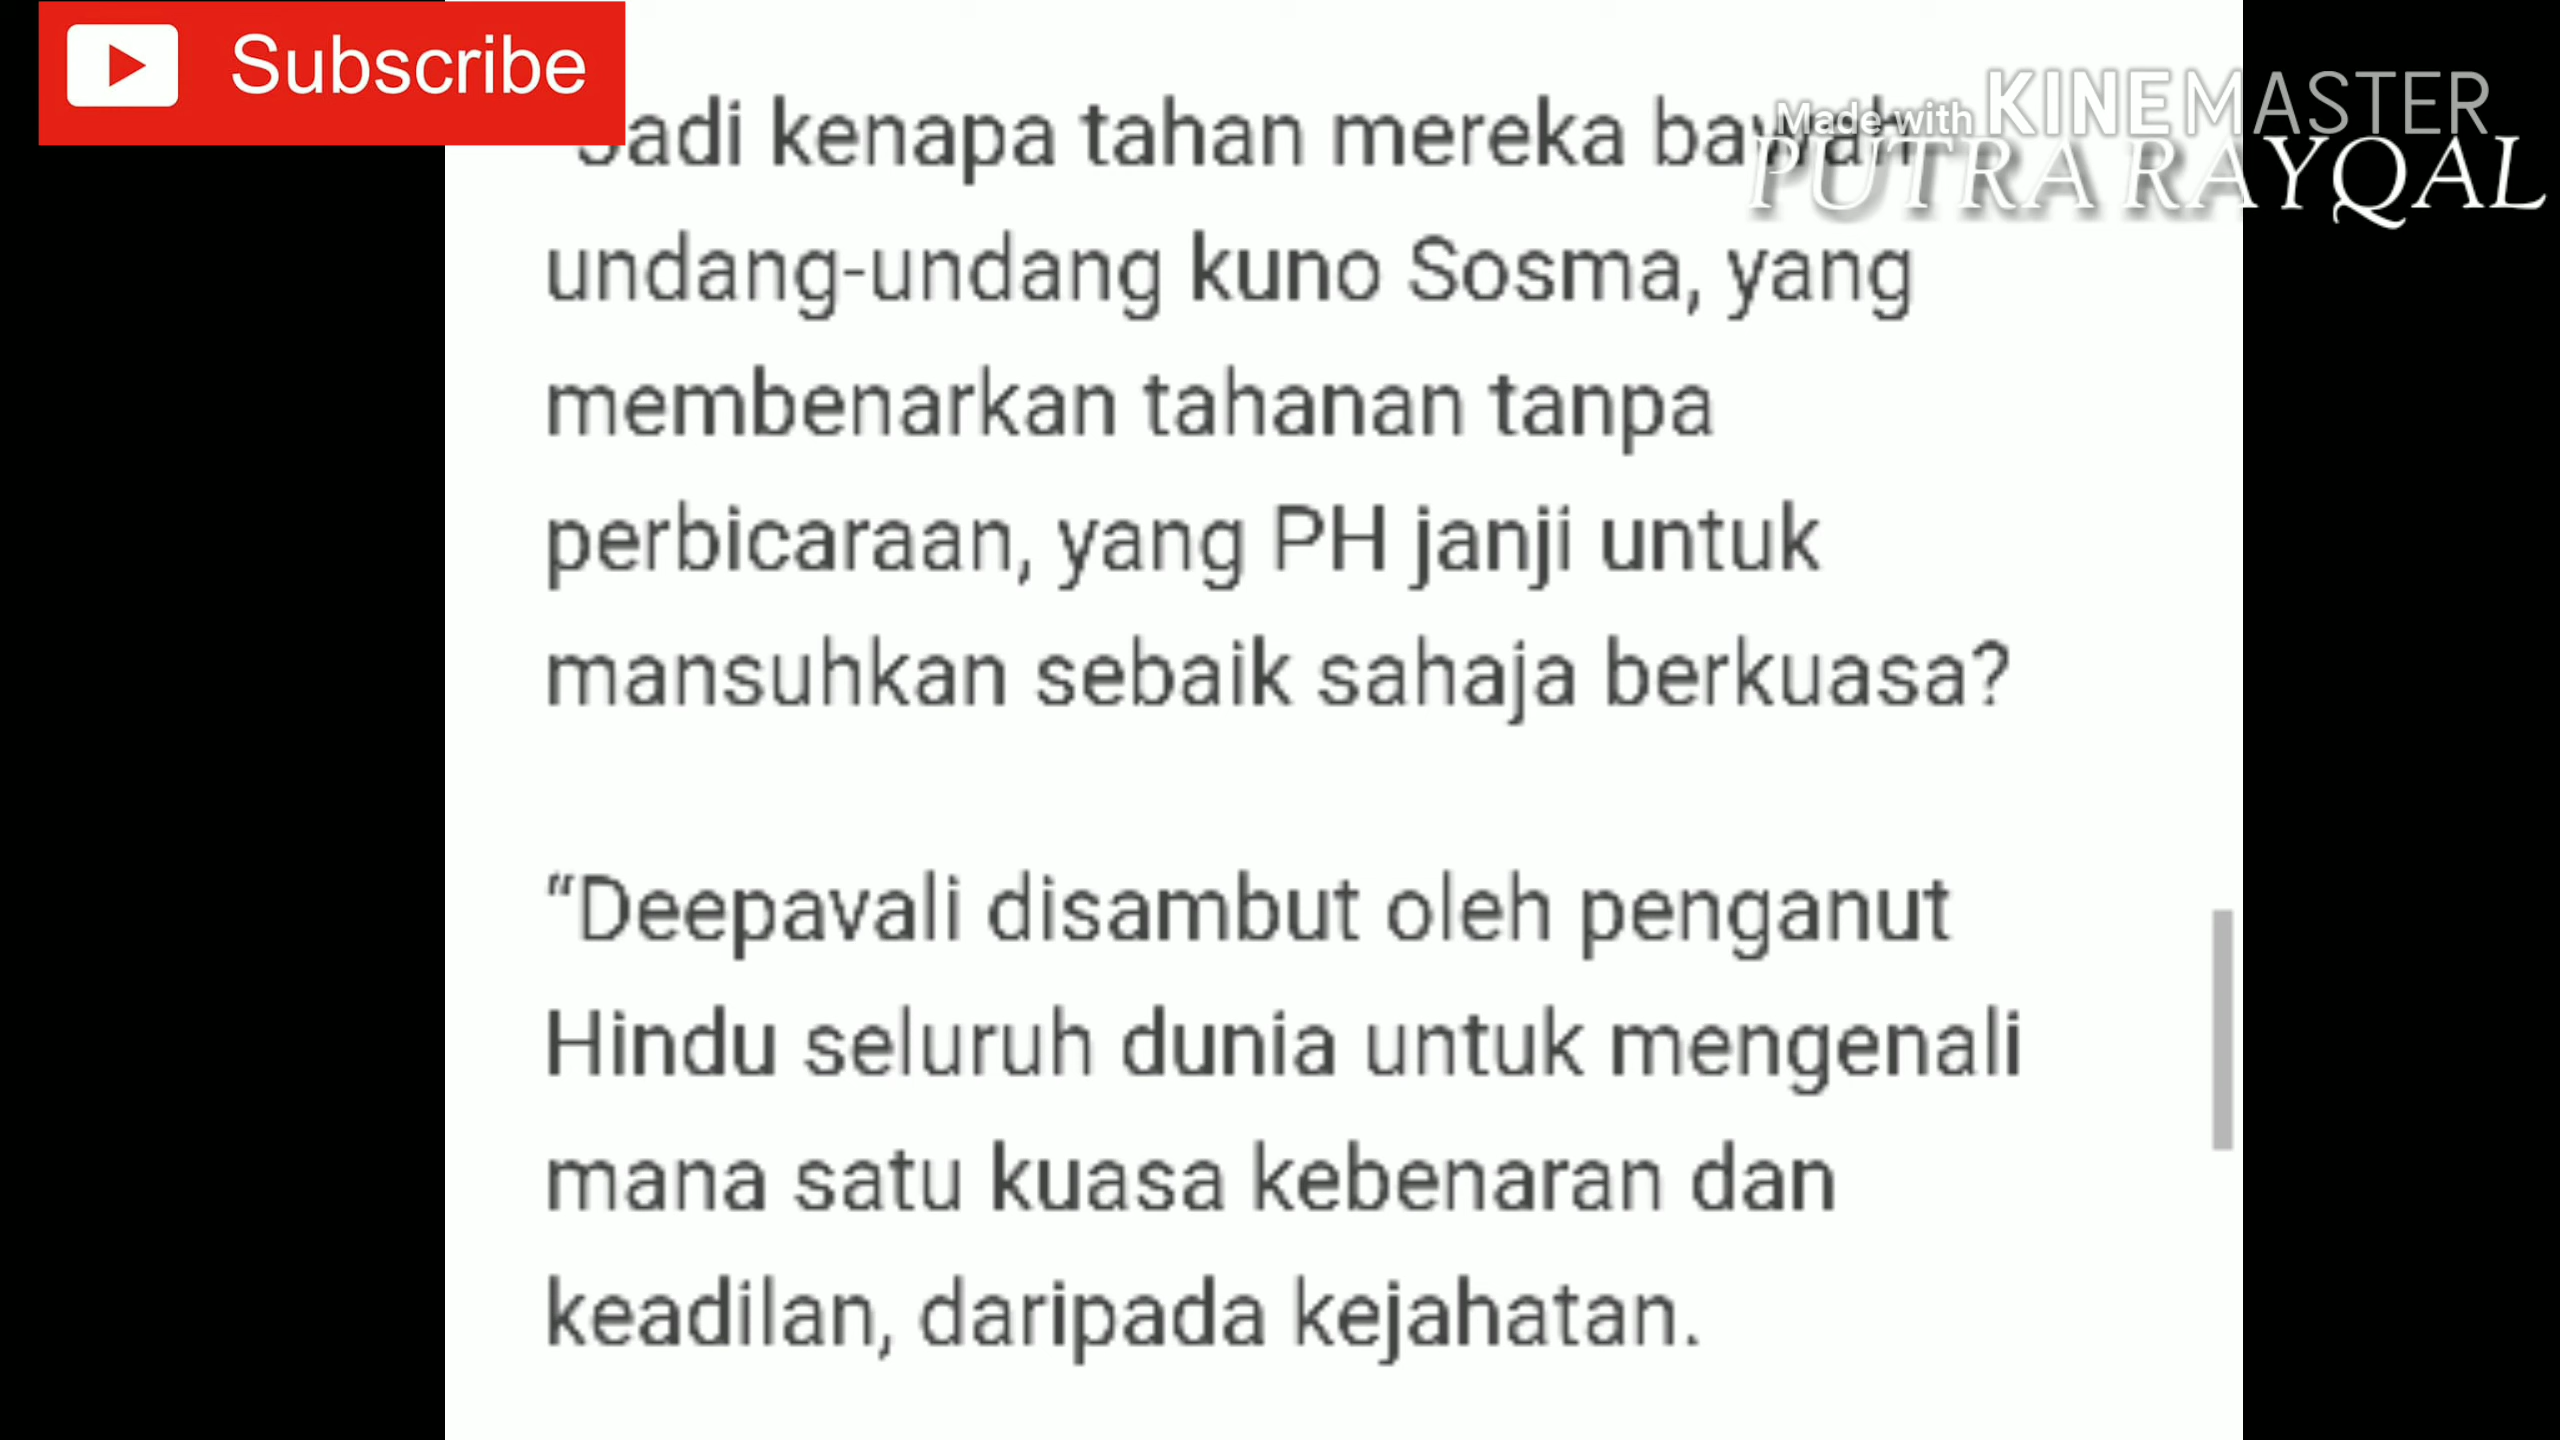 Subscribe
Made with KINEMASTER
PUTRA RAYQAL
Jadi kenapa tahan mereka bawah
undang-undang kuno Sosma, yang
membenarkan tahanan tanpa
perbicaraan, yang PH janji untuk
mansuhkan sebaik sahaja berkuasa?
“Deepavali disambut oleh penganut
Hindu seluruh dunia untuk mengenali
mana satu kuasa kebenaran dan
keadilan, daripada kejahatan.